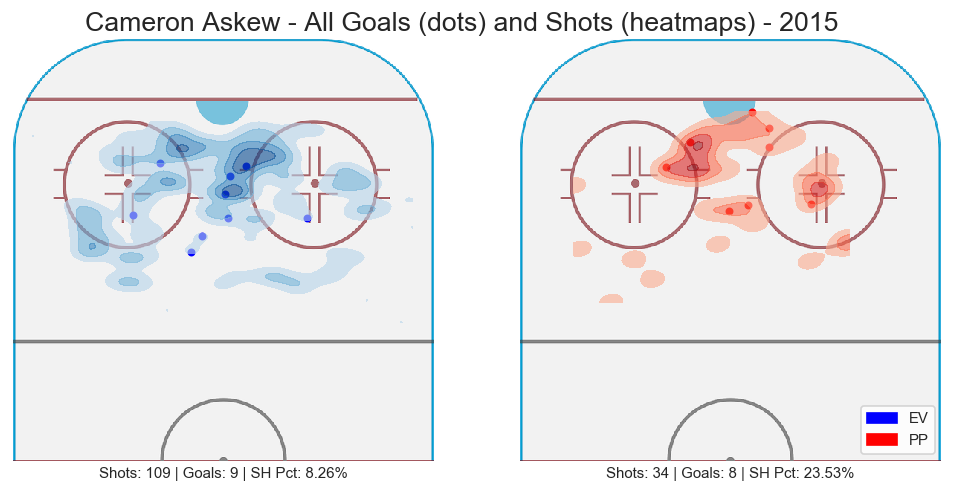 Cameron Askew - All Goals (dots) and Shots (heatmaps) - 2015
EV
PP
Shots: 109 | Goals: 9 | SH Pct: 8.26%
Shots: 34 | Goals: 8 | SH Pct: 23.53%